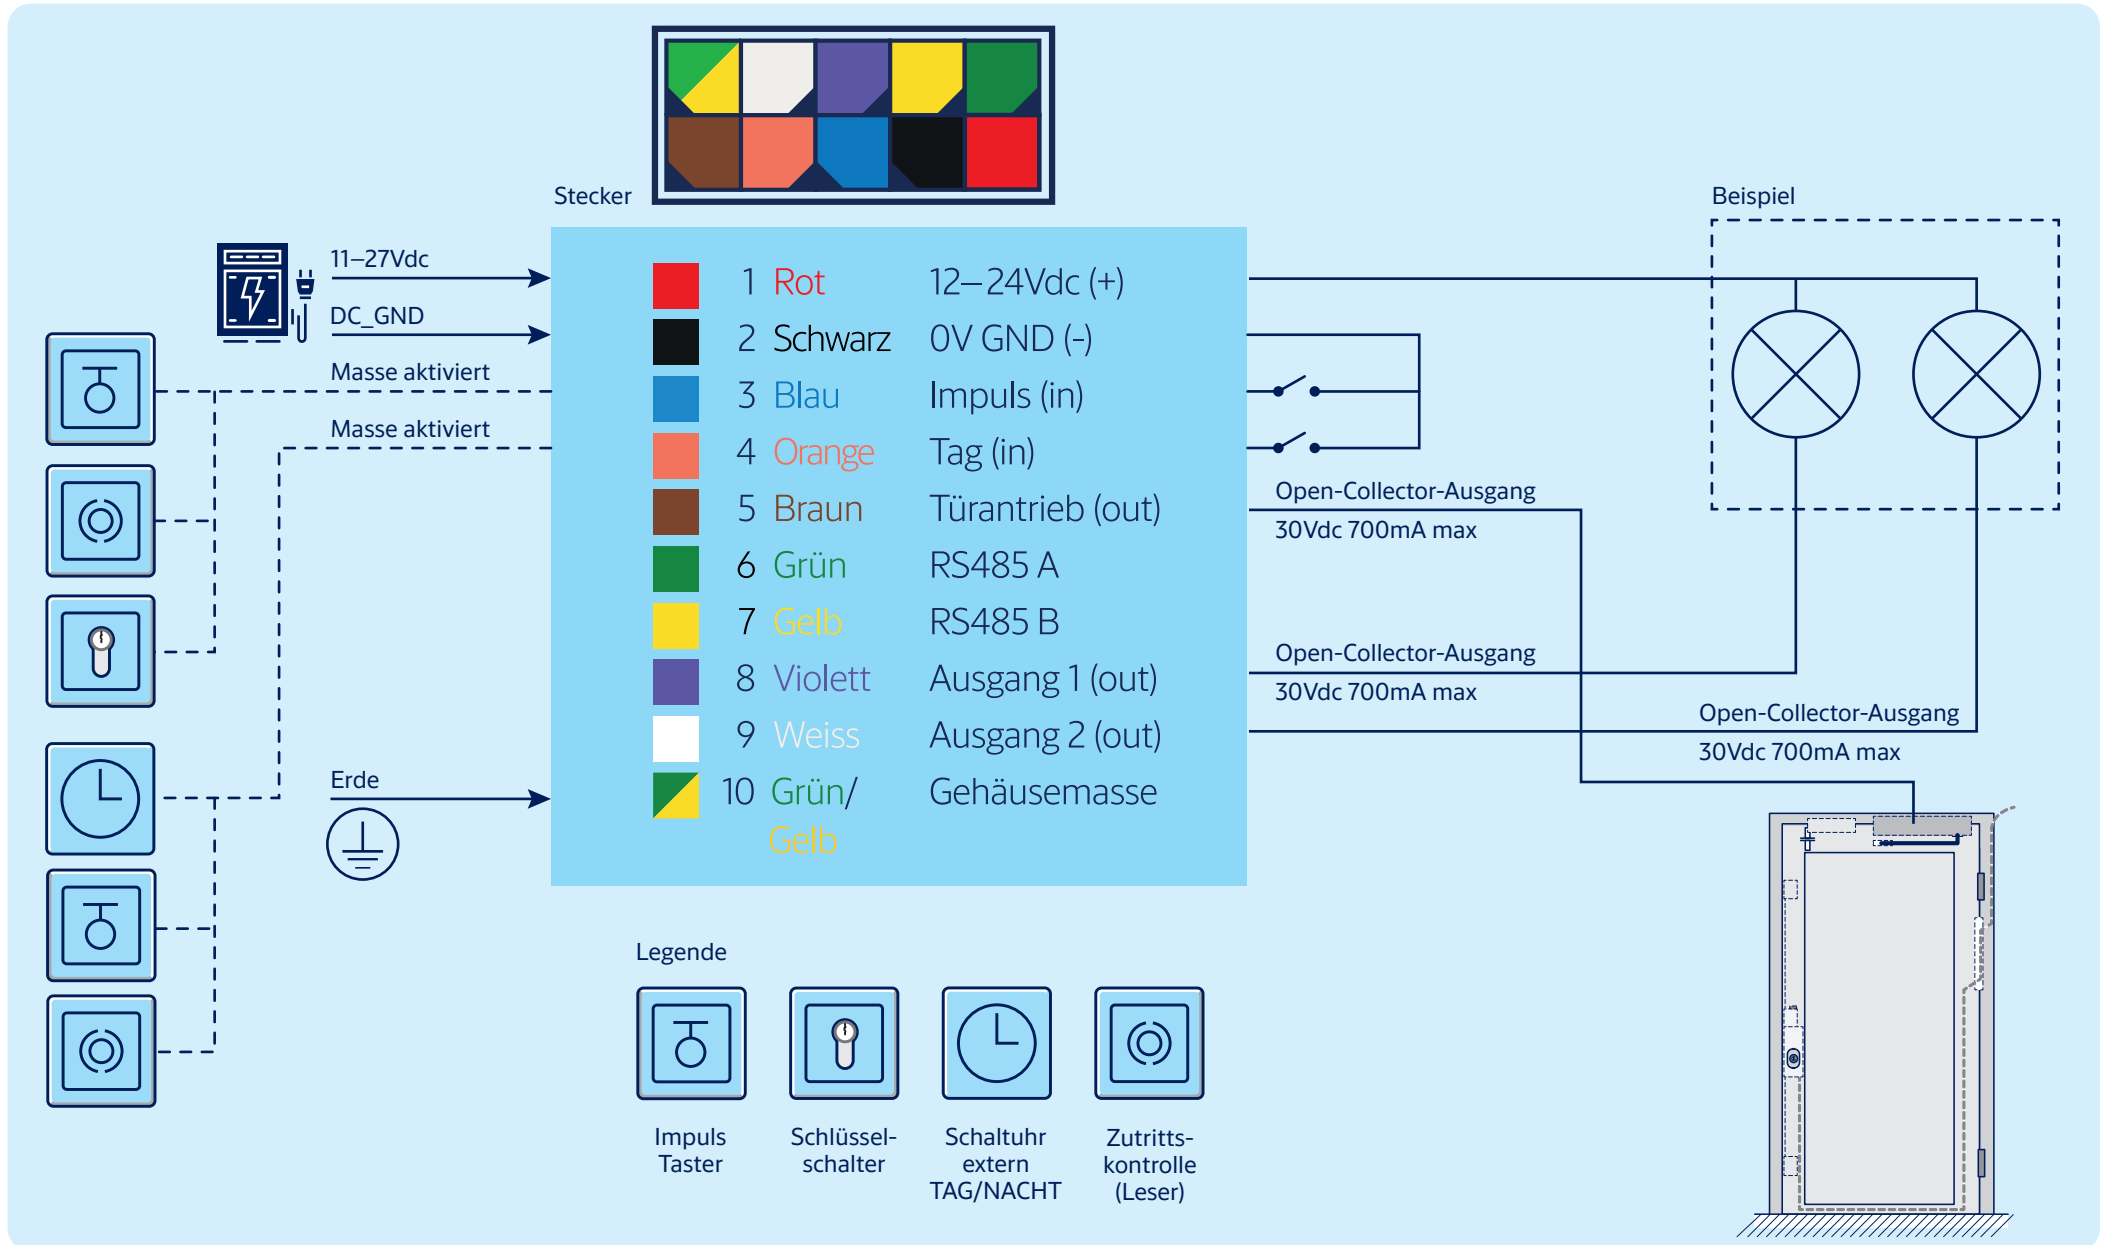 Stecker
Beispiel
11–27Vdc
DC_GND
Masse aktiviert
Masse aktiviert
1 Rot 12–24Vdc (+)
2 Schwarz 0V GND (-)
3 Blau Impuls (in)
4 Orange Tag (in)
5 Braun Türantrieb (out)
6 Grün RS485 A
7 Gelb RS485 B
8 Violett Ausgang 1 (out)
9 Weiss Ausgang 2 (out)
10 Grün/ Gehäusemasse
Gelb
Open-Collector-Ausgang
30Vdc 700mA max
Open-Collector-Ausgang
30Vdc 700mA max
Open-Collector-Ausgang
30Vdc 700mA max
Erde
Legende
Impuls
Taster
Schlüssel-
schalter
Schaltuhr
extern
TAG/NACHT
Zutritts-
kontrolle
(Leser)